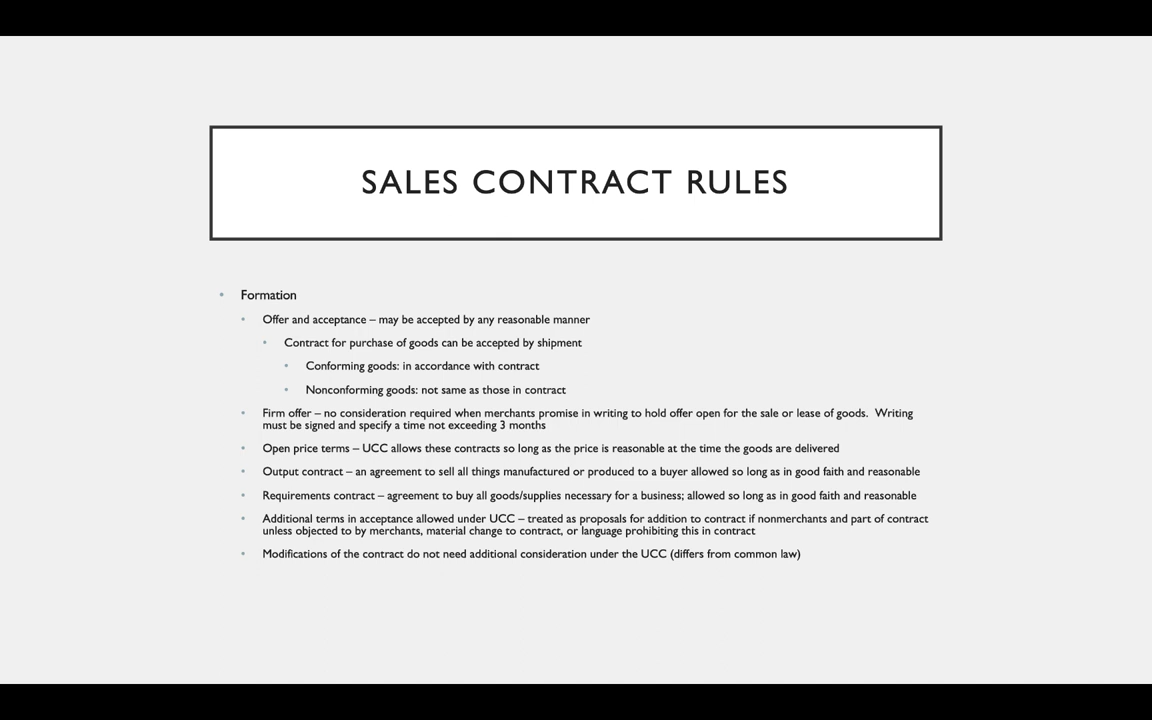 SALES CONTRACT RULES
• Formation
• Offer and acceptance – may be accepted by any reasonable manner
• Contract for purchase of goods can be accepted by shipment
• Conforming goods: in accordance with contract
• Nonconforming goods: not same as those in contract
• Firm offer – no consideration required when merchants promise in writing to hold offer open for the sale or lease of goods.  Writing
must be signed and specify a time not exceeding 3 months
• Open price terms – UCC allows these contracts so long as the price is reasonable at the time the goods are delivered
• Output contract – an agreement to sell all things manufactured or produced to a buyer allowed so long as in good faith and reasonable
• Requirements contract – agreement to buy all goods/supplies necessary for a business; allowed so long as in good faith and reasonable
• Additional terms in acceptance allowed under UCC – treated as proposals for addition to contract if nonmerchants and part of contract
unless objected to by merchants, material change to contract, or language prohibiting this in contract
• Modifications of the contract do not need additional consideration under the UCC (differs from common law)